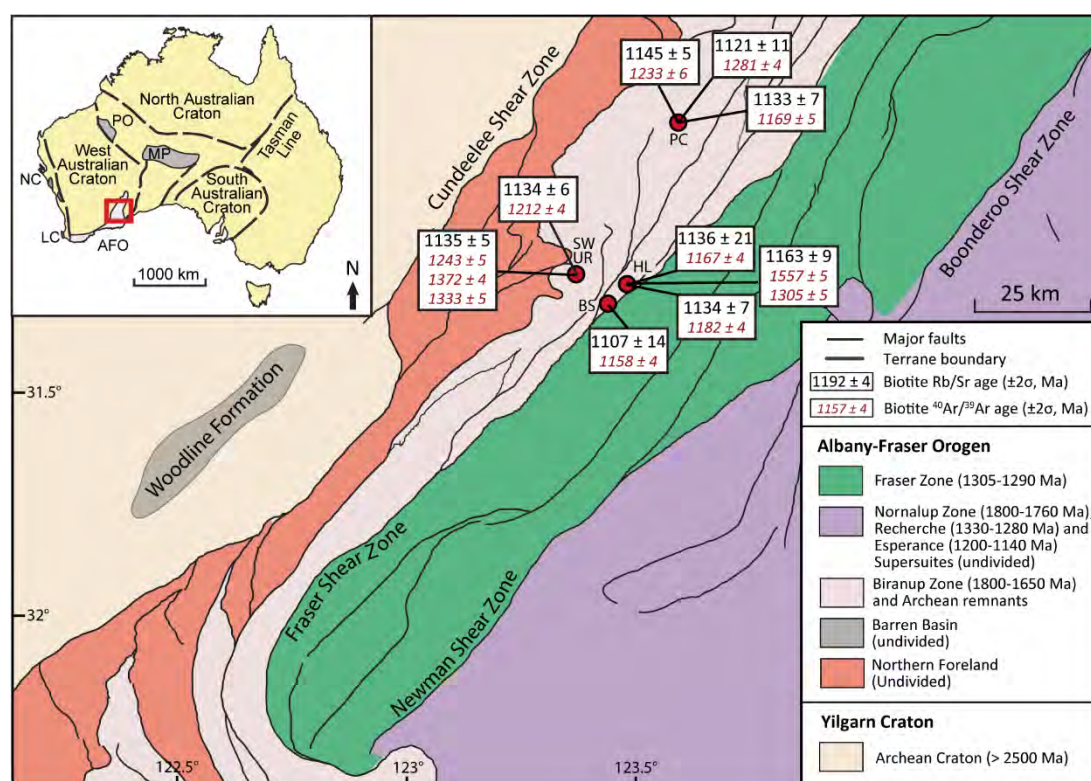 North Australian
Craton
PO
West
Australian
Craton
MP
Tasman
Line
South
Australian
Craton
NC
LC
AFO
1000 km
N
Cundeelee Shear Zone
1145 ± 5
1233 ± 6
1121 ± 11
1281 ± 4
1133 ± 7
1169 ± 5
PC
1134 ± 6
1212 ± 4
1135 ± 5
1243 ± 5
1372 ± 4
1333 ± 5
SW
UR
HL
BS
1136 ± 21
1167 ± 4
1163 ± 9
1557 ± 5
1305 ± 5
1134 ± 7
1182 ± 4
1107 ± 14
1158 ± 4
Boonderoo Shear Zone
25 km
31.5°
Woodline Formation
Fraser Shear Zone
Newman Shear Zone
32°
122.5°
123°
123.5°
Major faults
Terrane boundary
1192 ± 4 Biotite Rb/Sr age (±2σ, Ma)
1157 ± 4 Biotite ⁴⁰Ar/³⁹Ar age (±2σ, Ma)
Albany-Fraser Orogen
Fraser Zone (1305-1290 Ma)
Nornalup Zone (1800-1760 Ma)
Recherche (1330-1280 Ma) and
Esperance (1200-1140 Ma)
Supersuites (undivided)
Biranup Zone (1800-1650 Ma)
and Archean remnants
Barren Basin
(undivided)
Northern Foreland
(Undivided)
Yilgarn Craton
Archean Craton (> 2500 Ma)